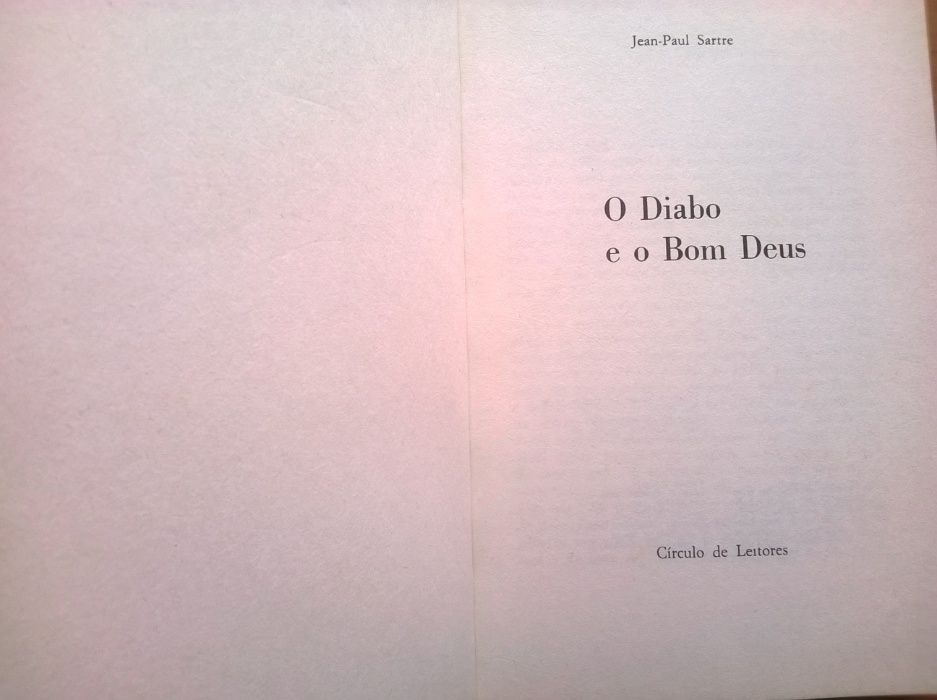 Jean-Paul Sartre
O Diabo
e o Bom Deus
Círculo de Leitores